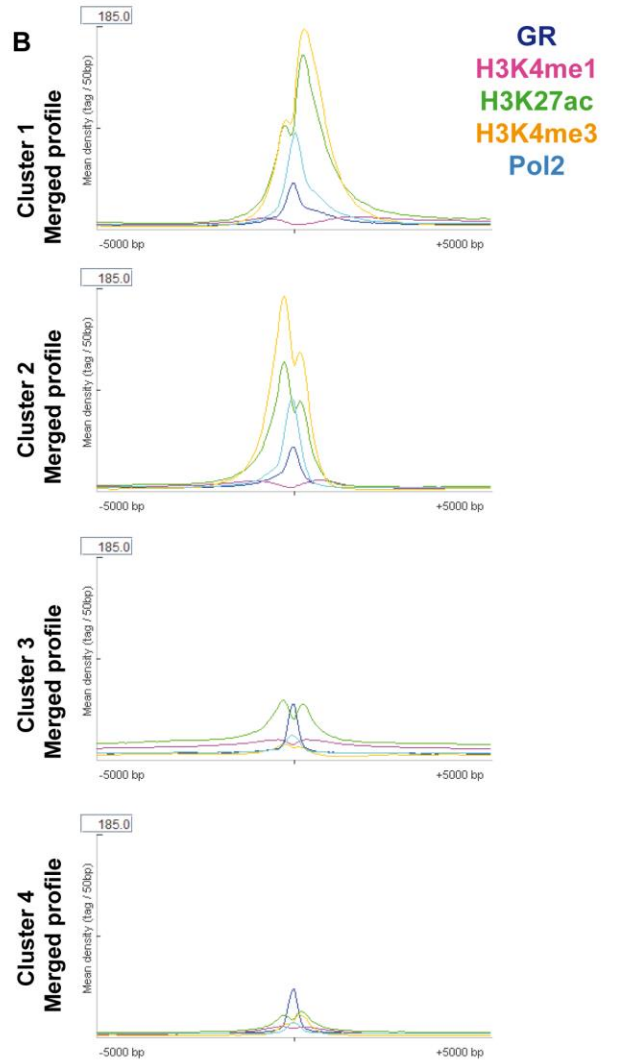 B
GR
H3K4me1
H3K27ac
H3K4me3
Pol2
Cluster 1
Merged profile
185.0
Mean density (tag / 50bp)
-5000 bp
+5000 bp
Cluster 2
Merged profile
185.0
Mean density (tag / 50bp)
-5000 bp
+5000 bp
Cluster 3
Merged profile
185.0
Mean density (tag / 50bp)
-5000 bp
+5000 bp
Cluster 4
Merged profile
185.0
Mean density (tag / 50bp)
-5000 bp
+5000 bp